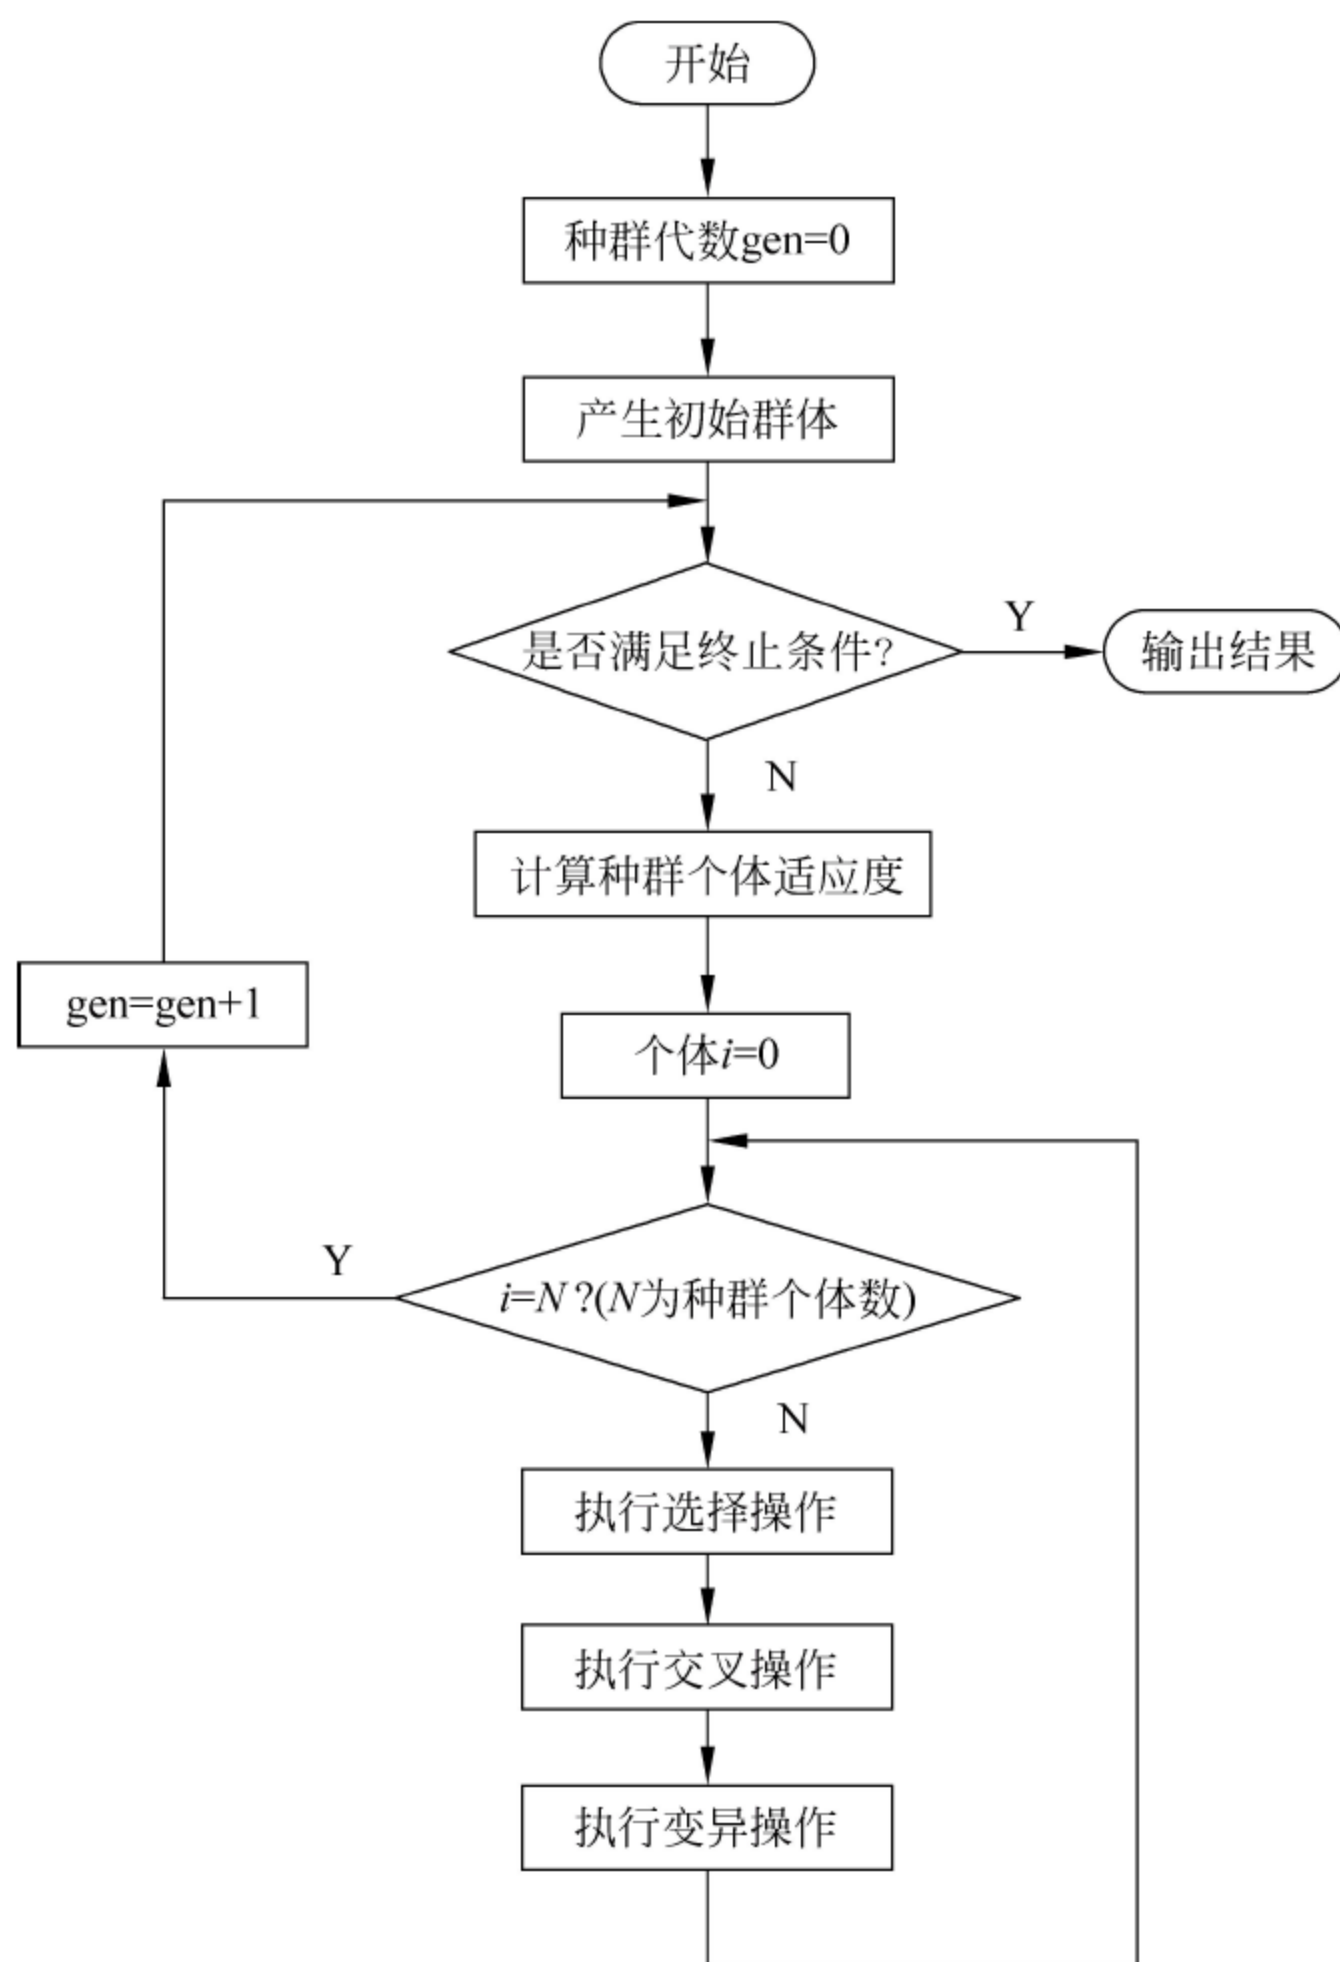 开始
种群代数gen=0
产生初始群体
是否满足终止条件?
Y
输出结果
N
计算种群个体适应度
gen=gen+1
个体i=0
Y
i=N?(N为种群个体数)
N
执行选择操作
执行交叉操作
执行变异操作